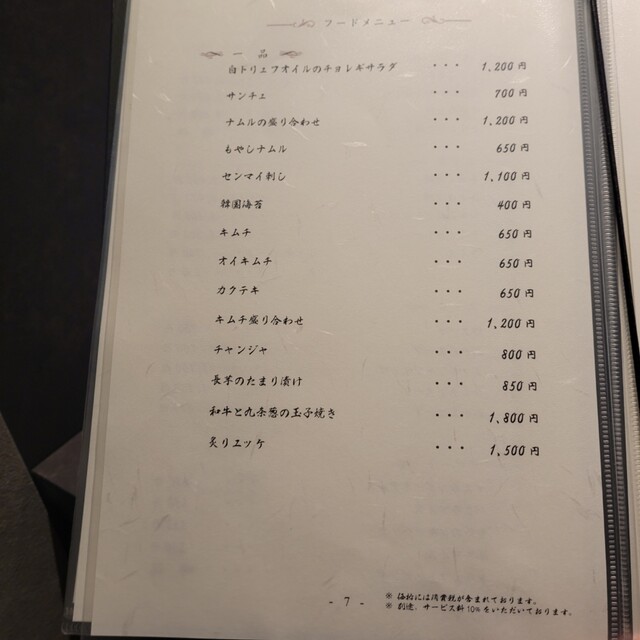 フードメニュー
一品
白トリュフオイルのチョレギサラダ ・・・ 1,200円
サンチュ ・・・ 700円
ナムルの盛り合わせ ・・・ 1,200円
もやしナムル ・・・ 650円
センマイ刺し ・・・ 1,100円
韓国海苔 ・・・ 400円
キムチ ・・・ 650円
オイキムチ ・・・ 650円
カクテキ ・・・ 650円
キムチ盛り合わせ ・・・ 1,200円
チャンジャ ・・・ 800円
長芋のたまり漬け ・・・ 850円
和牛と九条葱の玉子焼き ・・・ 1,800円
炙りエッケ ・・・ 1,500円
※ 価格には消費税が含まれております。
- 7 -
※ 別途、サービス料10%をいただいております。